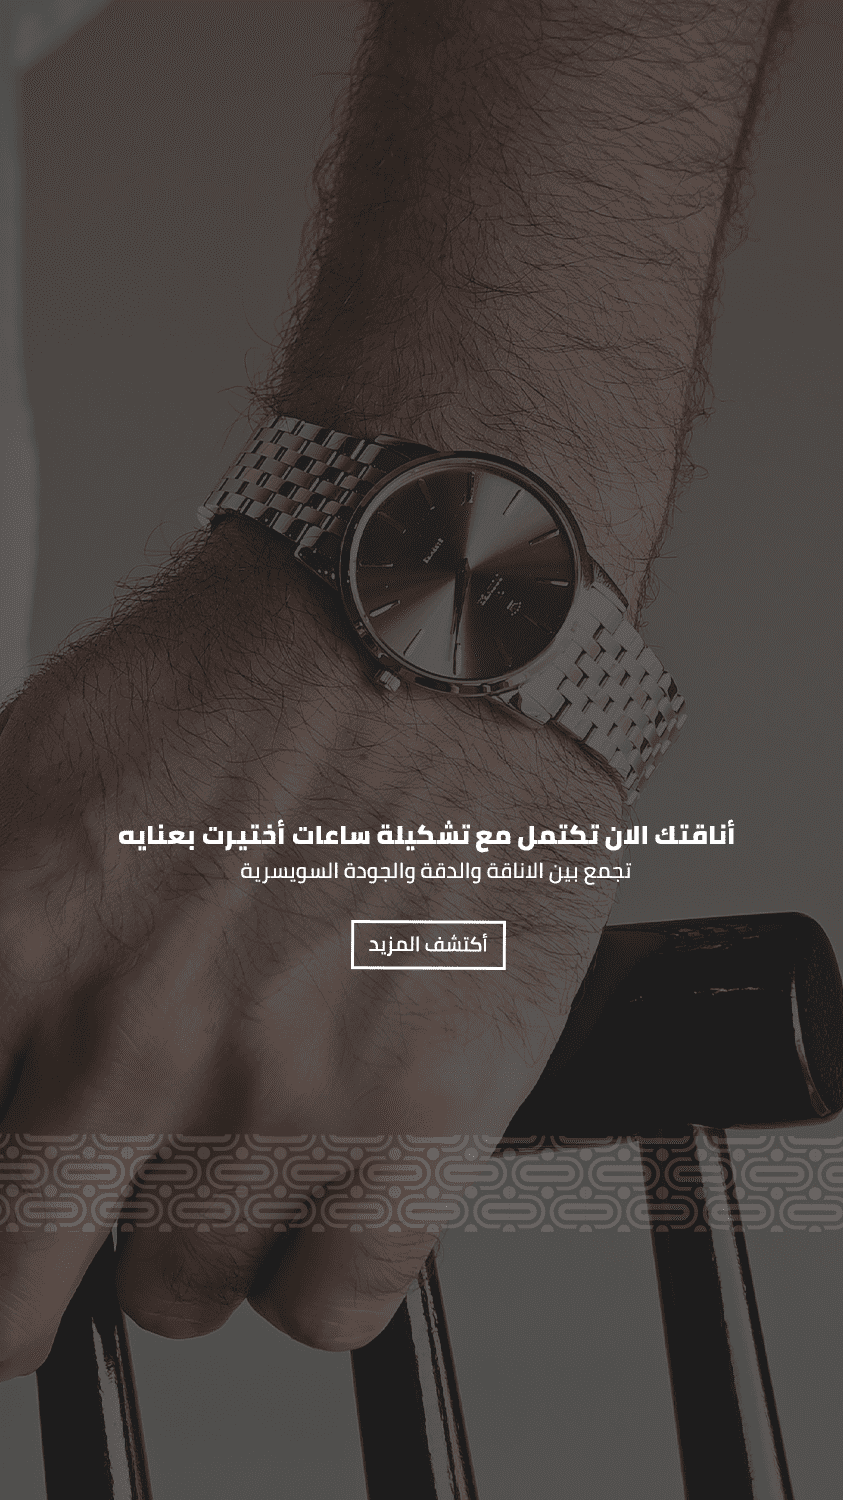 أناقتك الان تكتمل مع تشكيلة ساعات أختيرت بعنايه
تجمع بين الاناقة والدقة والجودة السويسرية
أكتشف المزيد